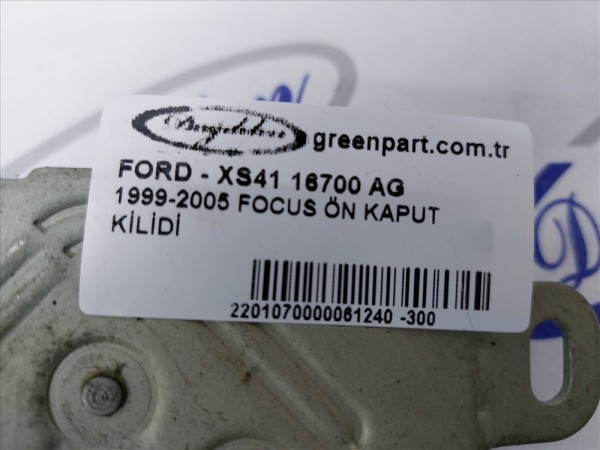 greenpart.com.tr
FORD - XS41 16700 AG
1999-2005 FOCUS ÖN KAPUT
KİLİDİ
2201070000061240 -300